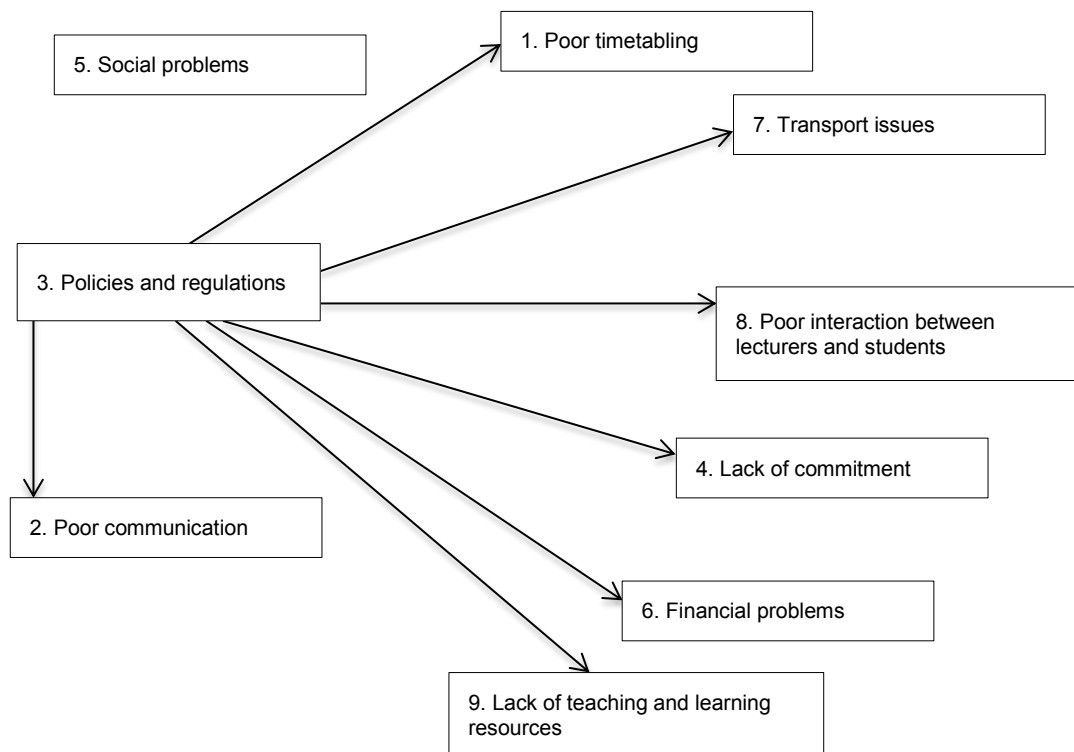 1. Poor timetabling
5. Social problems
7. Transport issues
3. Policies and regulations
8. Poor interaction between
lecturers and students
4. Lack of commitment
2. Poor communication
6. Financial problems
9. Lack of teaching and learning
resources